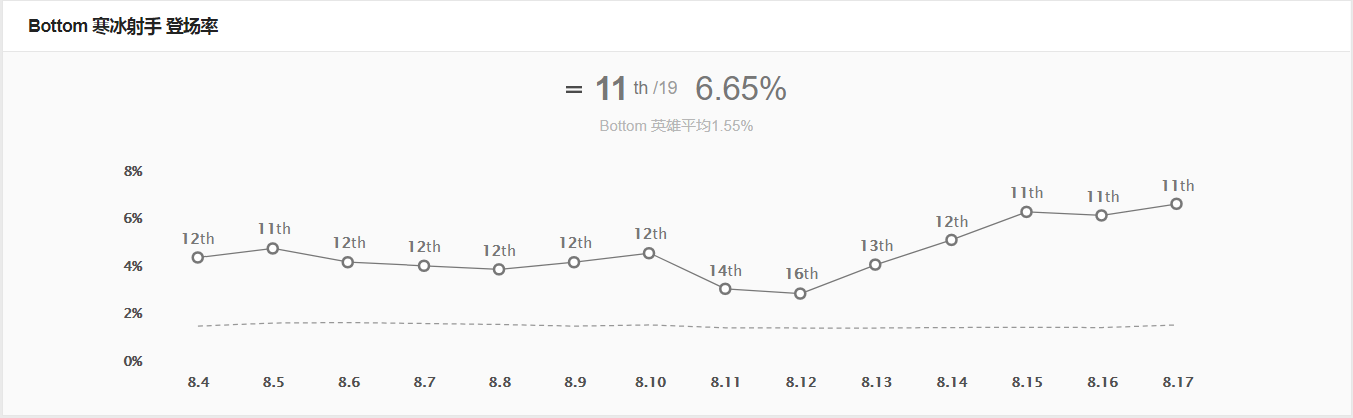 Bottom 寒冰射手 登场率
= 11 th /19 6.65%
Bottom 英雄平均1.55%
8%
6%
4%
2%
0%
12th 11th 12th 12th 12th 12th 12th 14th 16th 13th 12th 11th 11th 11th
8.4 8.5 8.6 8.7 8.8 8.9 8.10 8.11 8.12 8.13 8.14 8.15 8.16 8.17